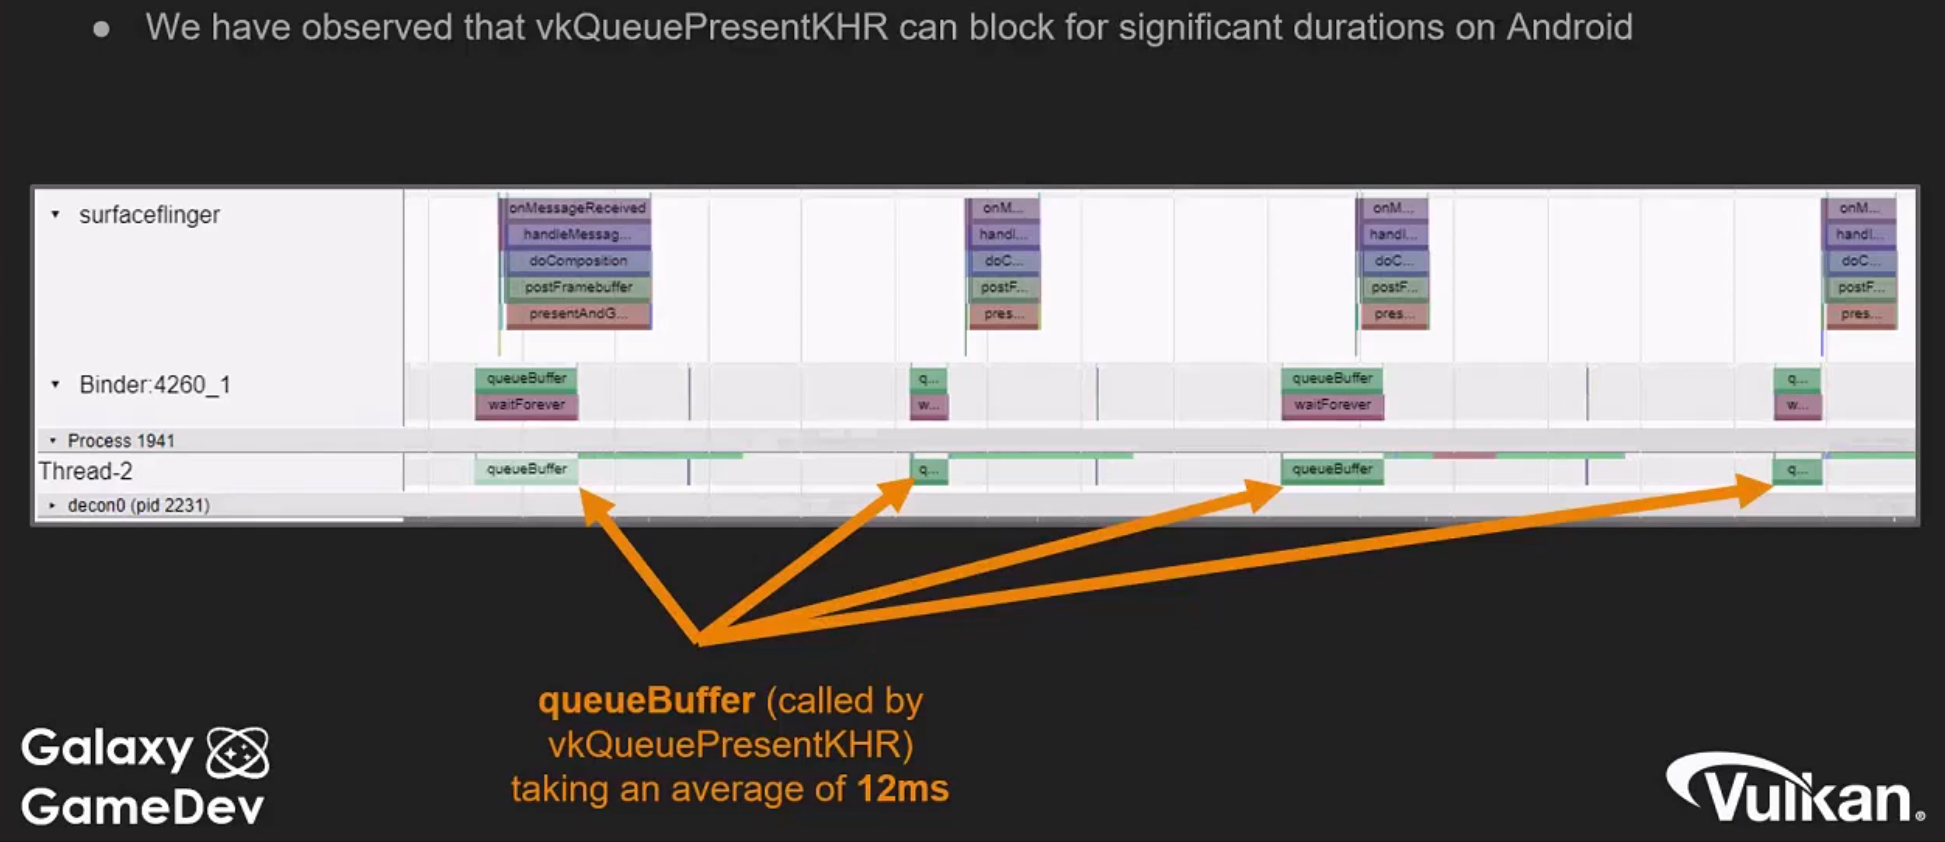 ● We have observed that vkQueuePresentKHR can block for significant durations on Android
surfaceflinger
onMessageReceived onM... onM... onM...
handleMessag... handl... handl... handl...
doComposition doC... doC... doC...
postFramebuffer postF... postF... postF...
presentAndG... pres... pres... pres...
Binder:4260_1
queueBuffer q... queueBuffer q...
waitForever w... waitForever w...
Process 1941
Thread-2
queueBuffer q... queueBuffer q...
decon0 (pid 2231)
queueBuffer (called by
vkQueuePresentKHR)
taking an average of 12ms
Galaxy
GameDev
Vulkan®